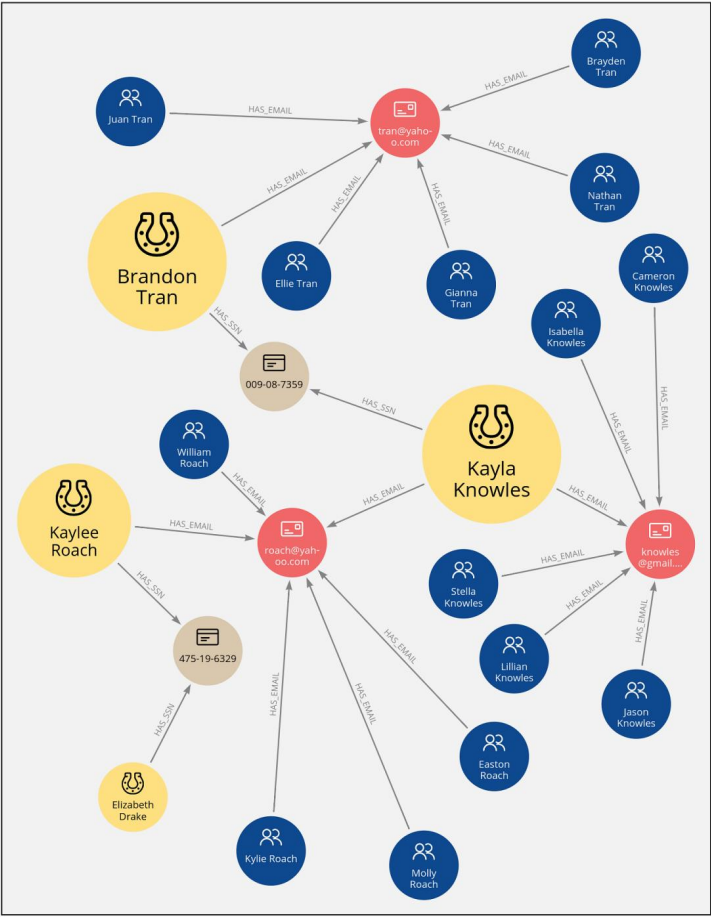 Brayden
Tran
HAS_EMAIL
Juan Tran
HAS_EMAIL
tran@yaho-
o.com
HAS_EMAIL
Nathan
Tran
HAS_EMAIL
HAS_EMAIL
HAS_EMAIL
Brandon
Tran
Ellie Tran
Gianna
Tran
Cameron
Knowles
Isabella
Knowles
HAS_SSN
009-08-7359
HAS_SSN
HAS_EMAIL
HAS_EMAIL
William
Roach
Kayla
Knowles
HAS_EMAIL
HAS_EMAIL
HAS_EMAIL
Kaylee
Roach
HAS_EMAIL
roach@yah-
oo.com
knowles
@gmail....
HAS_EMAIL
Stella
Knowles
HAS_EMAIL
HAS_EMAIL
HAS_SSN
475-19-6329
HAS_EMAIL
Lillian
Knowles
HAS_EMAIL
HAS_EMAIL
Jason
Knowles
HAS_SSN
Easton
Roach
Elizabeth
Drake
Kylie Roach
Molly
Roach